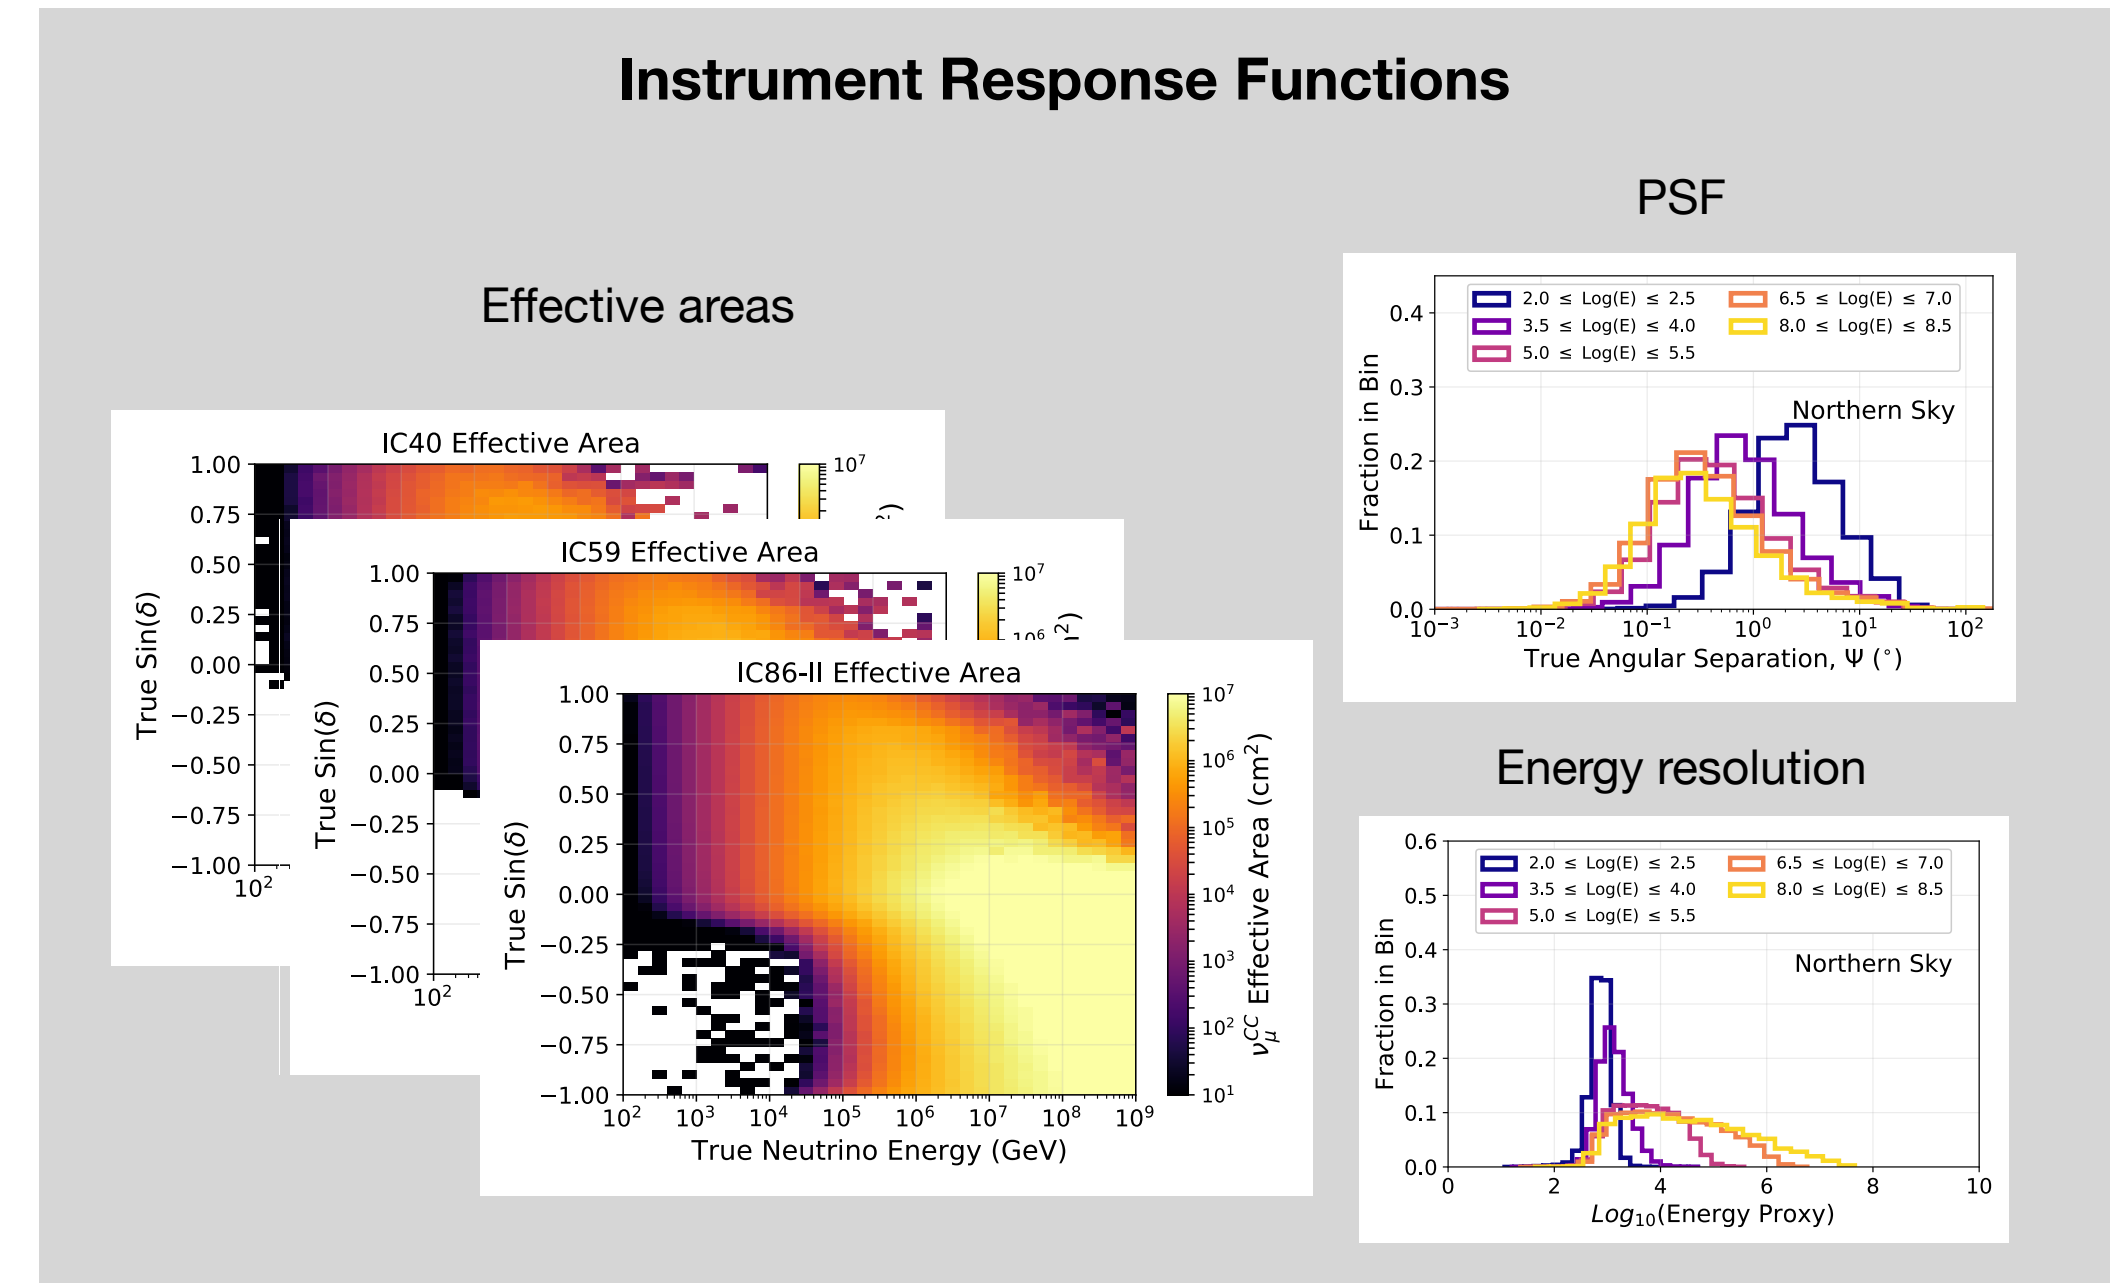 Instrument Response Functions
Effective areas
IC40 Effective Area
True Sin(δ)
1.00
0.75
0.50
0.25
0.00
−0.25
−0.50
−0.75
−1.00
10²
10⁷
IC59 Effective Area
True Sin(δ)
1.00
0.75
0.50
0.25
0.00
−0.25
−0.50
−0.75
−1.00
10²
10⁷
10⁶
IC86-II Effective Area
True Sin(δ)
1.00
0.75
0.50
0.25
0.00
−0.25
−0.50
−0.75
−1.00
10² 10³ 10⁴ 10⁵ 10⁶ 10⁷ 10⁸ 10⁹
True Neutrino Energy (GeV)
10⁷
10⁶
10⁵
10⁴
10³
10²
10¹
ν_μ^CC Effective Area (cm²)
PSF
2.0 ≤ Log(E) ≤ 2.5
3.5 ≤ Log(E) ≤ 4.0
5.0 ≤ Log(E) ≤ 5.5
6.5 ≤ Log(E) ≤ 7.0
8.0 ≤ Log(E) ≤ 8.5
Northern Sky
Fraction in Bin
0.4
0.3
0.2
0.1
0.0
10⁻³ 10⁻² 10⁻¹ 10⁰ 10¹ 10²
True Angular Separation, Ψ (°)
Energy resolution
2.0 ≤ Log(E) ≤ 2.5
3.5 ≤ Log(E) ≤ 4.0
5.0 ≤ Log(E) ≤ 5.5
6.5 ≤ Log(E) ≤ 7.0
8.0 ≤ Log(E) ≤ 8.5
Northern Sky
Fraction in Bin
0.6
0.5
0.4
0.3
0.2
0.1
0.0
0 2 4 6 8 10
Log₁₀(Energy Proxy)